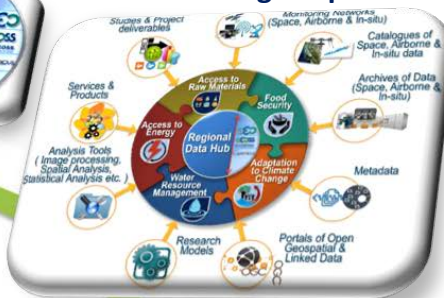 Studies & Project
deliverables
Monitoring Networks
(Space, Airborne & In-situ)
Catalogues of
Space, Airborne
& In-situ data
Archives of Data
(Space, Airborne &
In-situ)
Metadata
Portals of Open
Geospatial &
Linked Data
Research
Models
Analysis Tools
( Image processing,
Spatial Analysis,
Statistical Analysis etc. )
Services &
Products
Access to
Raw Materials
Food
Security
Adaptation
to Climate
Change
Water
Resource
Management
Access to
Energy
Regional
Data Hub